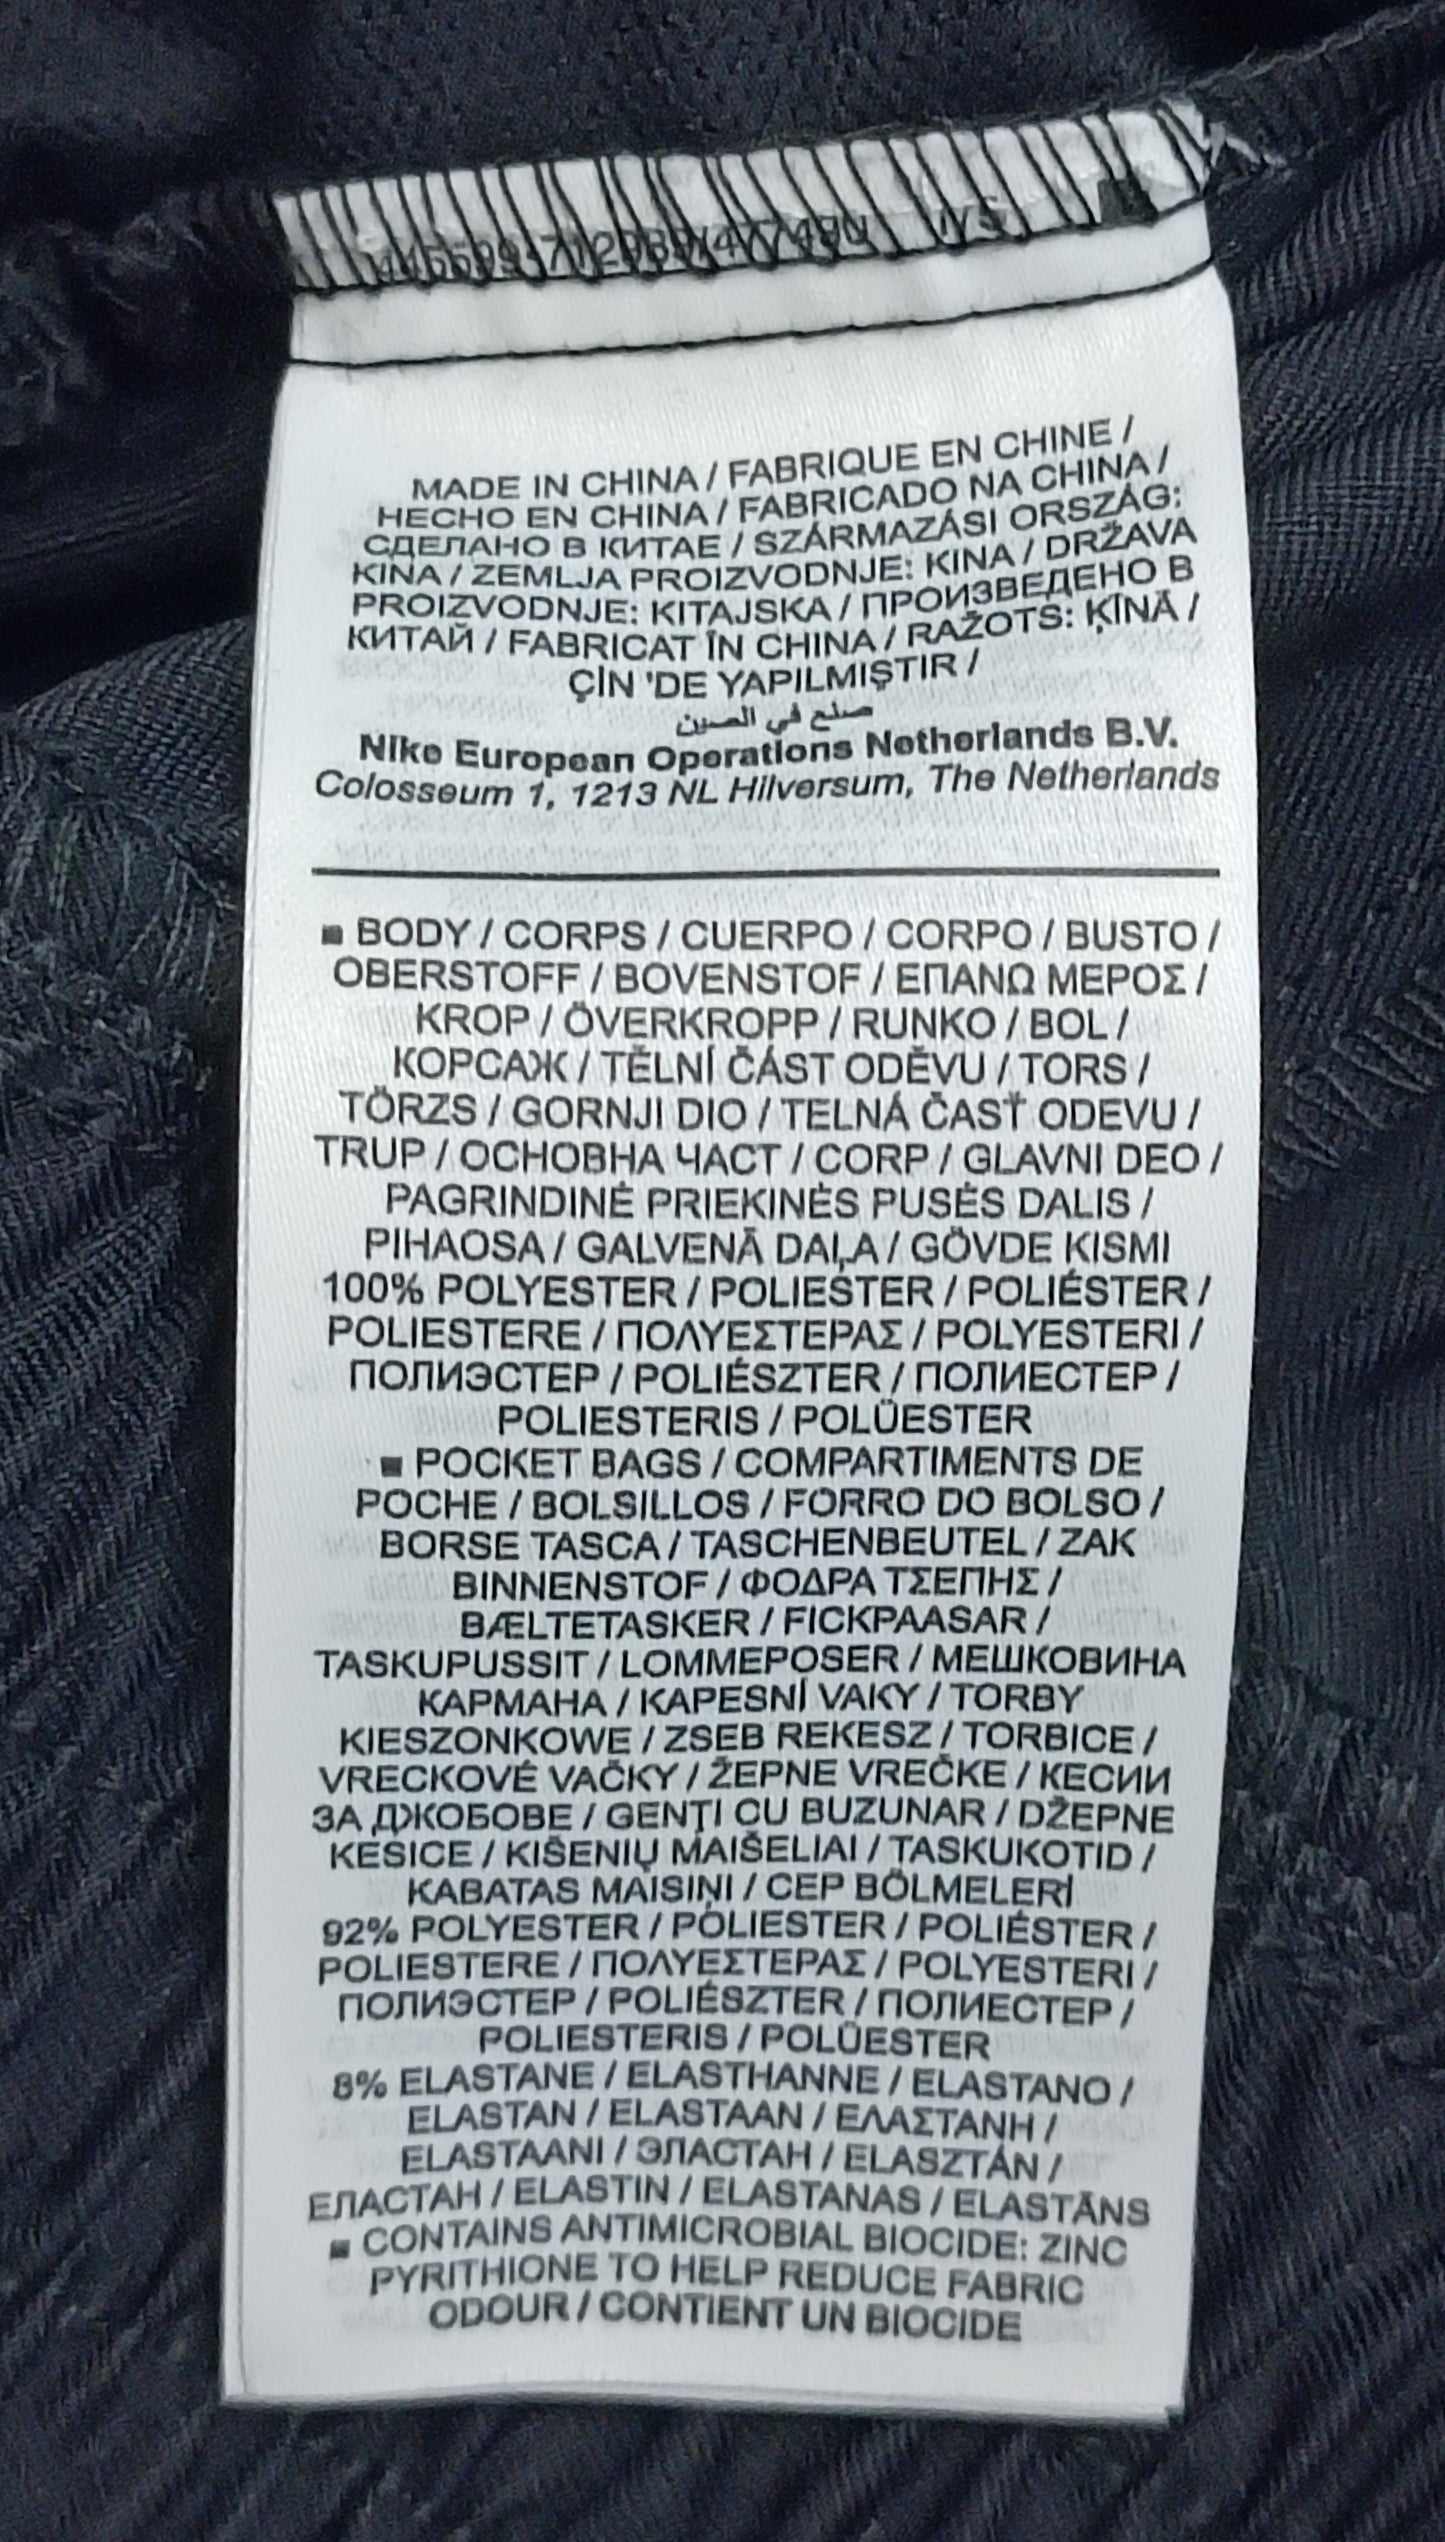 MADE IN CHINA / FABRIQUE EN CHINE /
HECHO EN CHINA / FABRICADO NA CHINA /
СДЕЛАНО В КИТАЕ / SZÁRMAZÁSI ORSZÁG:
KÍNA / ZEMLJA PROIZVODNJE: KINA / DRŽAVA
PROIZVODNJE: KITAJSKA / ПРОИЗВЕДЕНО В
КИТАЙ / FABRICAT ÎN CHINA / RAŽOTS: ĶĪNĀ /
ÇİN 'DE YAPILMIŞTIR /
صنع في الصين
Nike European Operations Netherlands B.V.
Colosseum 1, 1213 NL Hilversum, The Netherlands
■ BODY / CORPS / CUERPO / CORPO / BUSTO /
OBERSTOFF / BOVENSTOF / ΕΠΑΝΩ ΜΕΡΟΣ /
KROP / ÖVERKROPP / RUNKO / BOL /
КОРСАЖ / TĚLNÍ ČÁST ODĚVU / TORS /
TÖRZS / GORNJI DIO / TELNÁ ČASŤ ODEVU /
TRUP / ОСНОВНА ЧАСТ / CORP / GLAVNI DEO /
PAGRINDINĖ PRIEKINĖS PUSĖS DALIS /
PIHAOSA / GALVENĀ DAĻA / GÖVDE KISMI
100% POLYESTER / POLIESTER / POLIÉSTER /
POLIESTERE / ΠΟΛΥΕΣΤΕΡΑΣ / POLYESTERI /
ПОЛИЭСТЕР / POLIÉSZTER / ПОЛИЕСТЕР /
POLIESTERIS / POLÜESTER
■ POCKET BAGS / COMPARTIMENTS DE
POCHE / BOLSILLOS / FORRO DO BOLSO /
BORSE TASCA / TASCHENBEUTEL / ZAK
BINNENSTOF / ΦΟΔΡΑ ΤΣΕΠΗΣ /
BÆLTETASKER / FICKPAASAR /
TASKUPUSSIT / LOMMEPOSER / МЕШКОВИНА
КАРМАНА / KAPESNÍ VAKY / TORBY
KIESZONKOWE / ZSEB REKESZ / TORBICE /
VRECKOVÉ VAČKY / ŽEPNE VREČKE / КЕСИИ
ЗА ДЖОБОВЕ / GENŢI CU BUZUNAR / DŽEPNE
KESICE / KIŠENIŲ MAIŠELIAI / TASKUKOTID /
KABATAS MAISIŅI / CEP BÖLMELERİ
92% POLYESTER / POLIESTER / POLIÉSTER /
POLIESTERE / ΠΟΛΥΕΣΤΕΡΑΣ / POLYESTERI /
ПОЛИЭСТЕР / POLIÉSZTER / ПОЛИЕСТЕР /
POLIESTERIS / POLÜESTER
8% ELASTANE / ELASTHANNE / ELASTANO /
ELASTAN / ELASTAAN / ΕΛΑΣΤΑΝΗ /
ELASTAANI / ЭЛАСТАН / ELASZTÁN /
ЕЛАСТАН / ELASTIN / ELASTANAS / ELASTĀNS
■ CONTAINS ANTIMICROBIAL BIOCIDE: ZINC
PYRITHIONE TO HELP REDUCE FABRIC
ODOUR / CONTIENT UN BIOCIDE